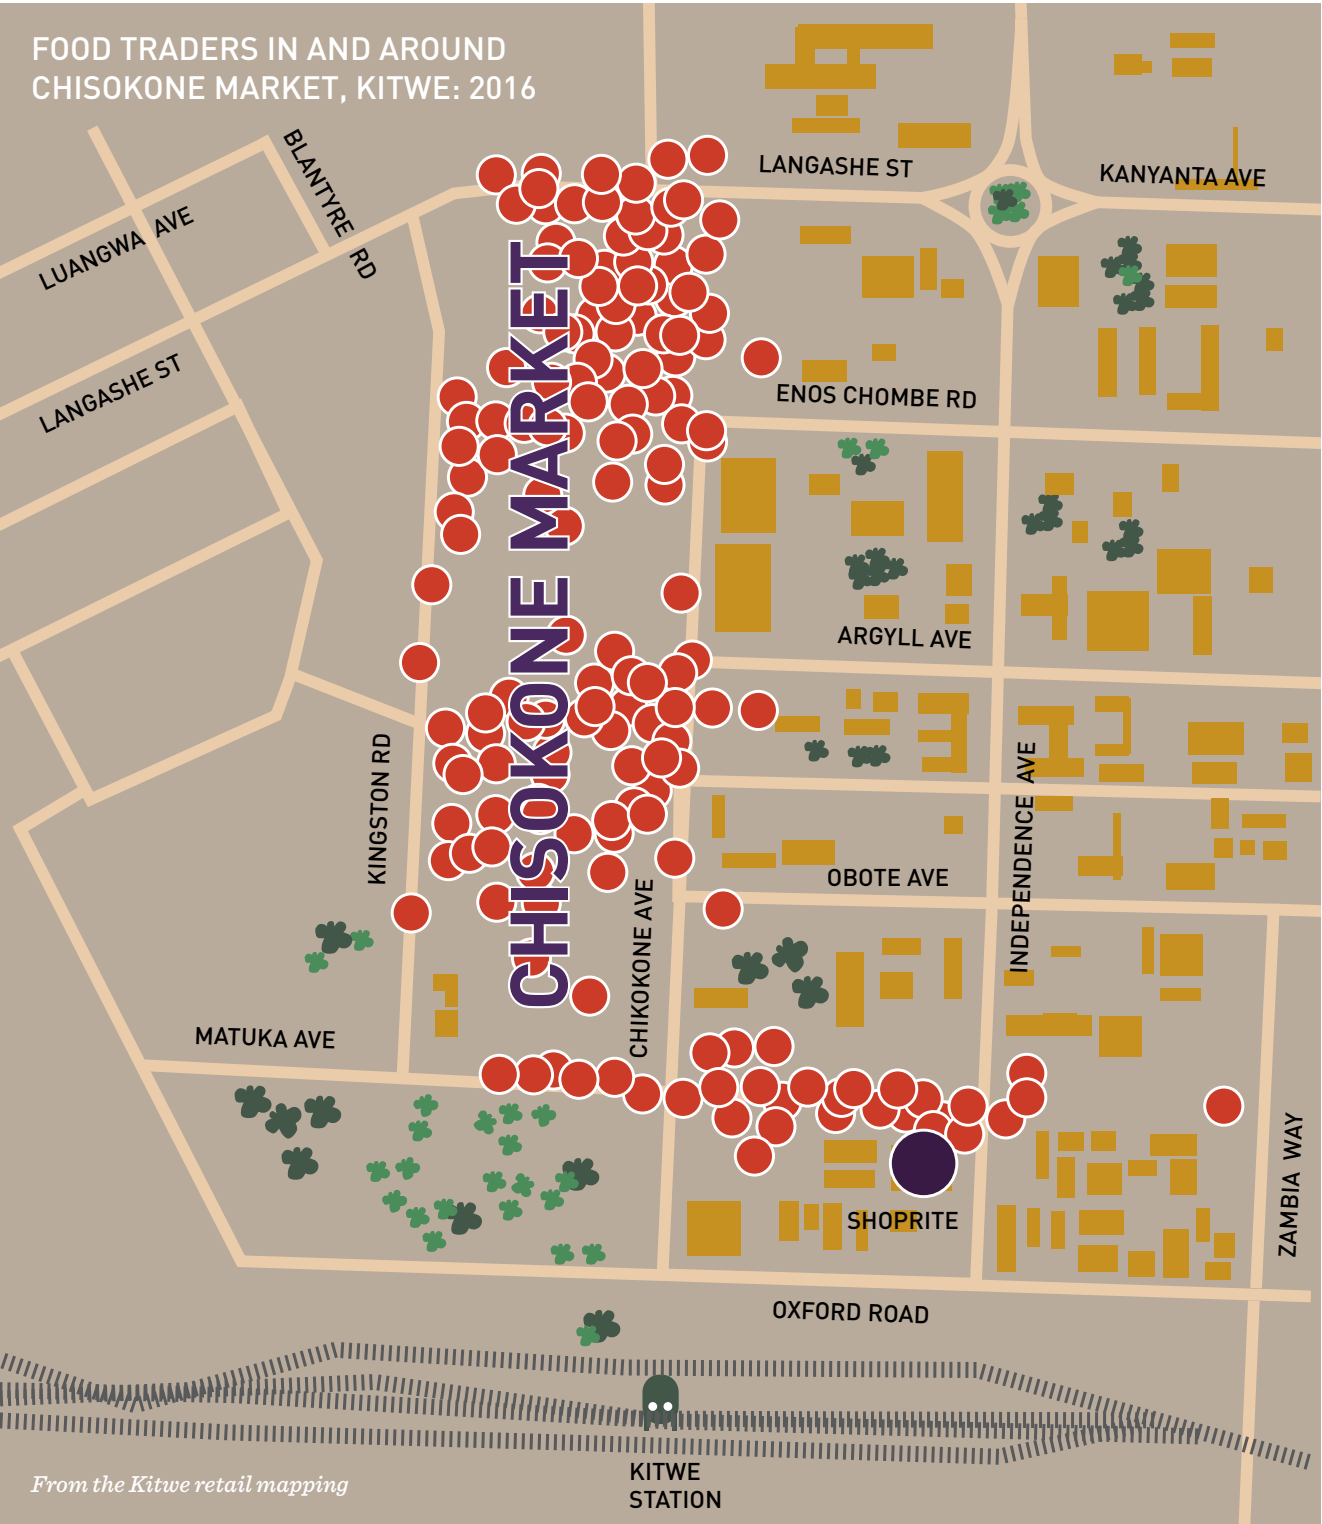 FOOD TRADERS IN AND AROUND
CHISOKONE MARKET, KITWE: 2016
BLANTYRE RD
LANGASHE ST
KANYANTA AVE
LUANGWA AVE
LANGASHE ST
CHISOKONE MARKET
ENOS CHOMBE RD
ARGYLL AVE
KINGSTON RD
INDEPENDENCE AVE
OBOTE AVE
CHIKOKONE AVE
MATUKA AVE
ZAMBIA WAY
SHOPRITE
OXFORD ROAD
KITWE
STATION
From the Kitwe retail mapping